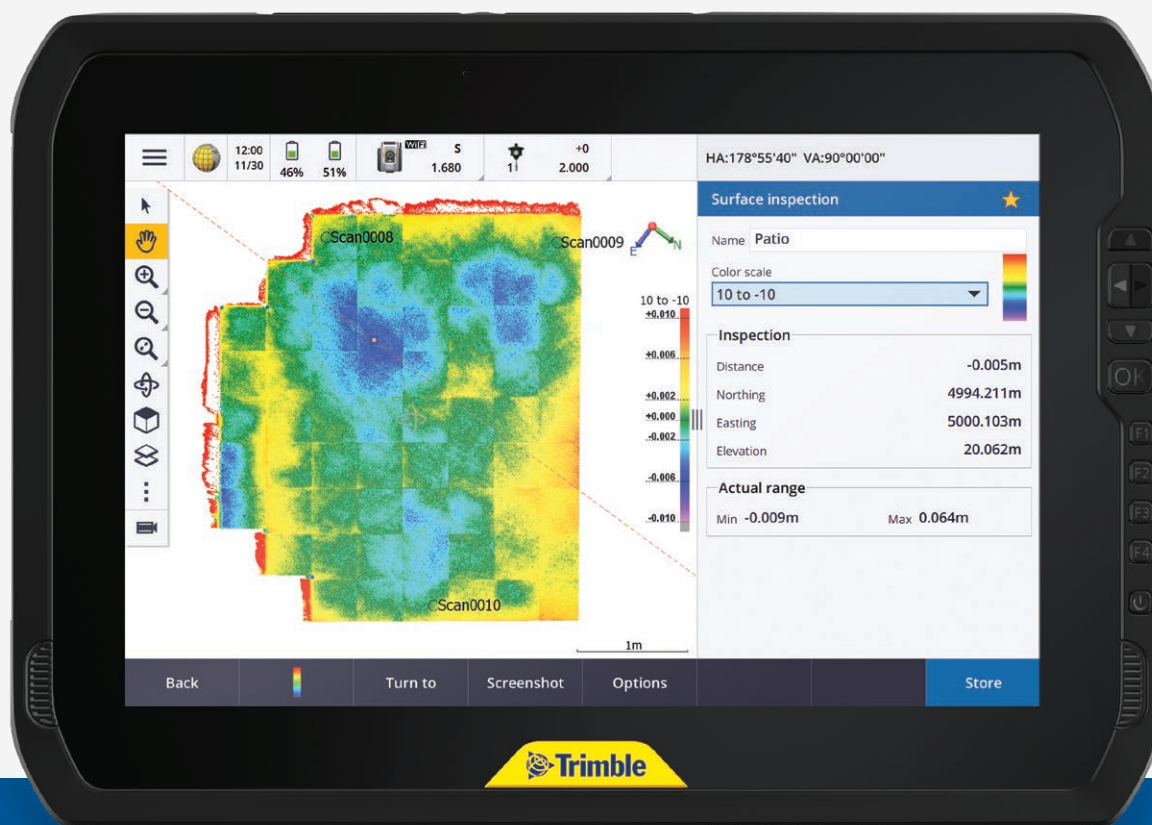 12:00
11/30
46%
51%
WiFi S
1.680
1
+0
2.000
HA:178°55'40" VA:90°00'00"
Surface inspection
Name Patio
Color scale
10 to -10
Inspection
Distance -0.005m
Northing 4994.211m
Easting 5000.103m
Elevation 20.062m
Actual range
Min -0.009m Max 0.064m
Scan0008
Scan0009
E N
10 to -10
+0.010
+0.006
+0.002
+0.000
-0.002
-0.006
-0.010
Scan0010
1m
Back
Turn to
Screenshot
Options
Store
OK
F1
F2
F3
F4
Trimble